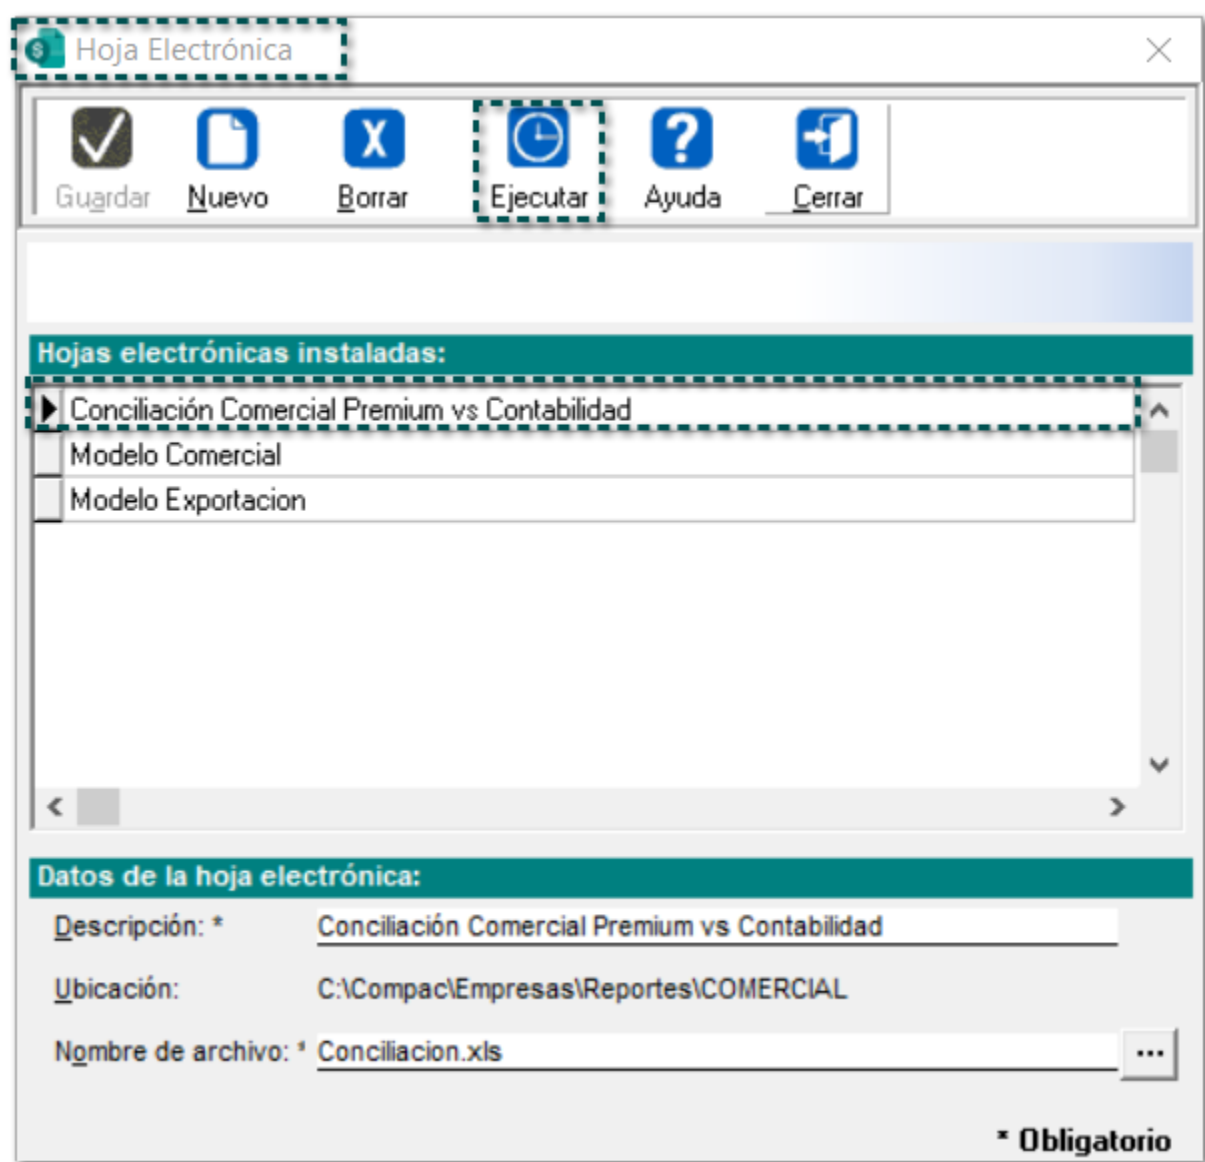 Hoja Electrónica
Guardar Nuevo Borrar Ejecutar Ayuda Cerrar
Hojas electrónicas instaladas:
Conciliación Comercial Premium vs Contabilidad
Modelo Comercial
Modelo Exportacion
Datos de la hoja electrónica:
Descripción: * Conciliación Comercial Premium vs Contabilidad
Ubicación: C:\Compac\Empresas\Reportes\COMERCIAL
Nombre de archivo: * Conciliacion.xls ...
* Obligatorio